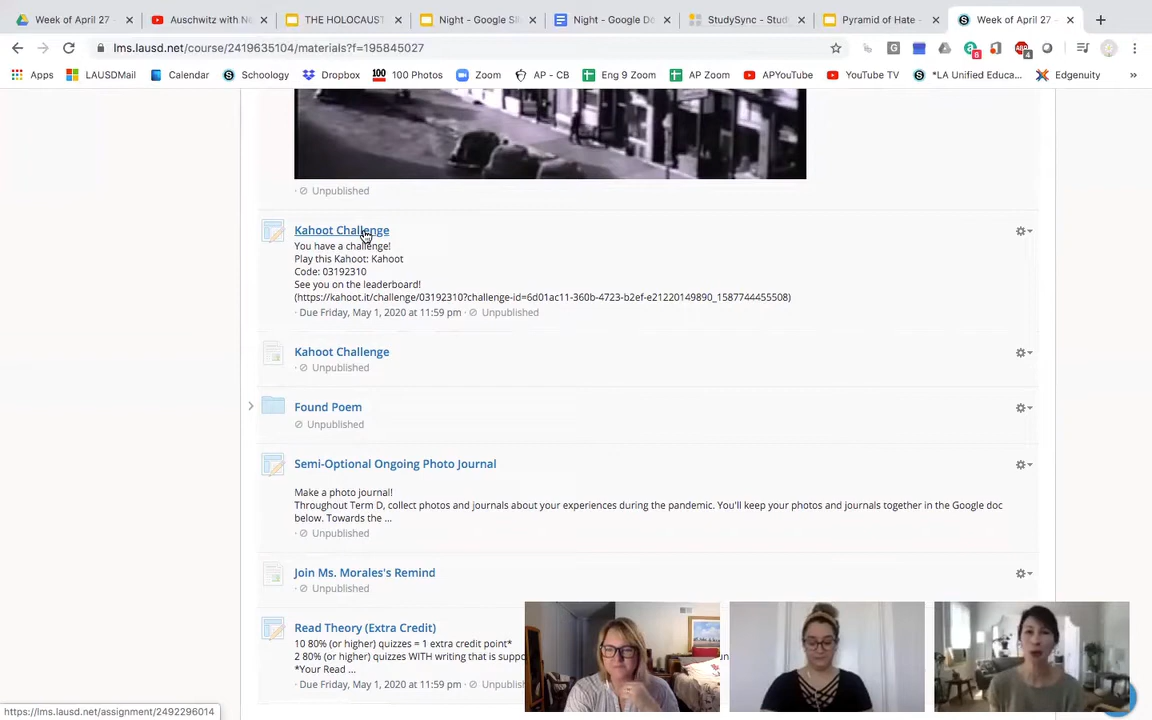 Week of April 27 -
Auschwitz with Ne
THE HOLOCAUST
Night - Google Sli
Night - Google Do
StudySync - Stud
Pyramid of Hate -
Week of April 27 -
lms.lausd.net/course/2419635104/materials?f=195845027
Apps
LAUSDMail
Calendar
Schoology
Dropbox
100 Photos
Zoom
AP - CB
Eng 9 Zoom
AP Zoom
APYouTube
YouTube TV
*LA Unified Educa...
Edgenuity
»
Unpublished
Kahoot Challenge
You have a challenge!
Play this Kahoot: Kahoot
Code: 03192310
See you on the leaderboard!
(https://kahoot.it/challenge/03192310?challenge-id=6d01ac11-360b-4723-b2ef-e21220149890_1587744455508)
· Due Friday, May 1, 2020 at 11:59 pm · Unpublished
Kahoot Challenge
· Unpublished
Found Poem
Unpublished
Semi-Optional Ongoing Photo Journal
Make a photo journal!
Throughout Term D, collect photos and journals about your experiences during the pandemic. You'll keep your photos and journals together in the Google doc
below. Towards the ...
· Unpublished
Join Ms. Morales's Remind
· Unpublished
Read Theory (Extra Credit)
10 80% (or higher) quizzes = 1 extra credit point*
2 80% (or higher) quizzes WITH writing that is suppo
*Your Read ...
· Due Friday, May 1, 2020 at 11:59 pm · Unpublishe
https://lms.lausd.net/assignment/2492296014